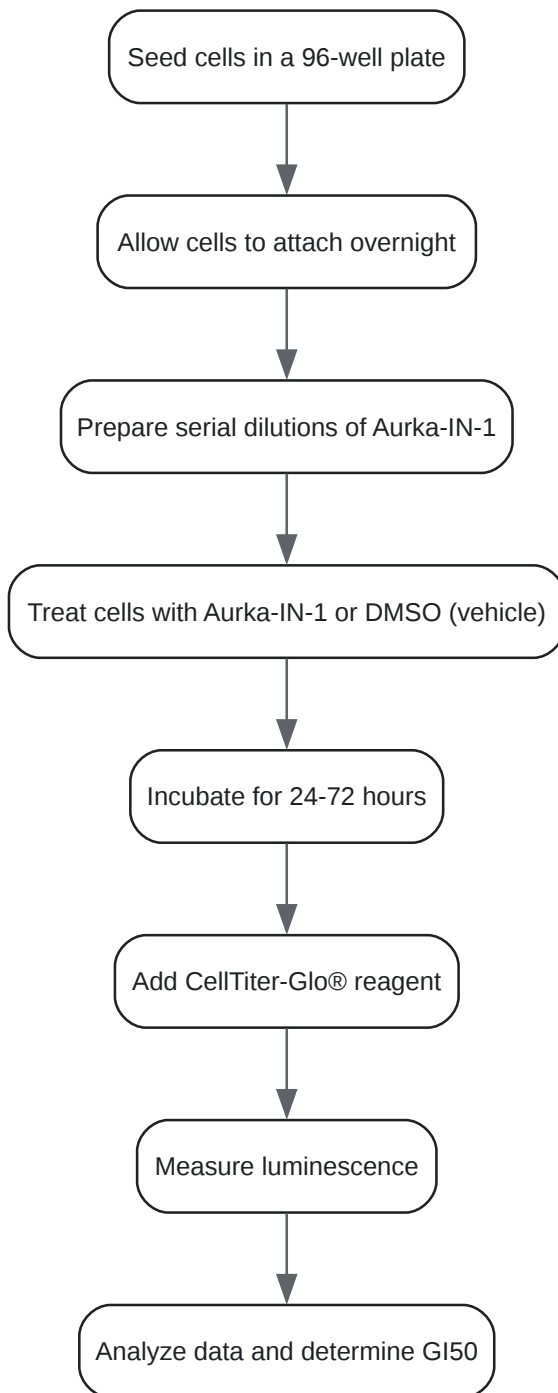 Seed cells in a 96-well plate
Allow cells to attach overnight
Prepare serial dilutions of Aurka-IN-1
Treat cells with Aurka-IN-1 or DMSO (vehicle)
Incubate for 24-72 hours
Add CellTiter-Glo® reagent
Measure luminescence
Analyze data and determine GI50